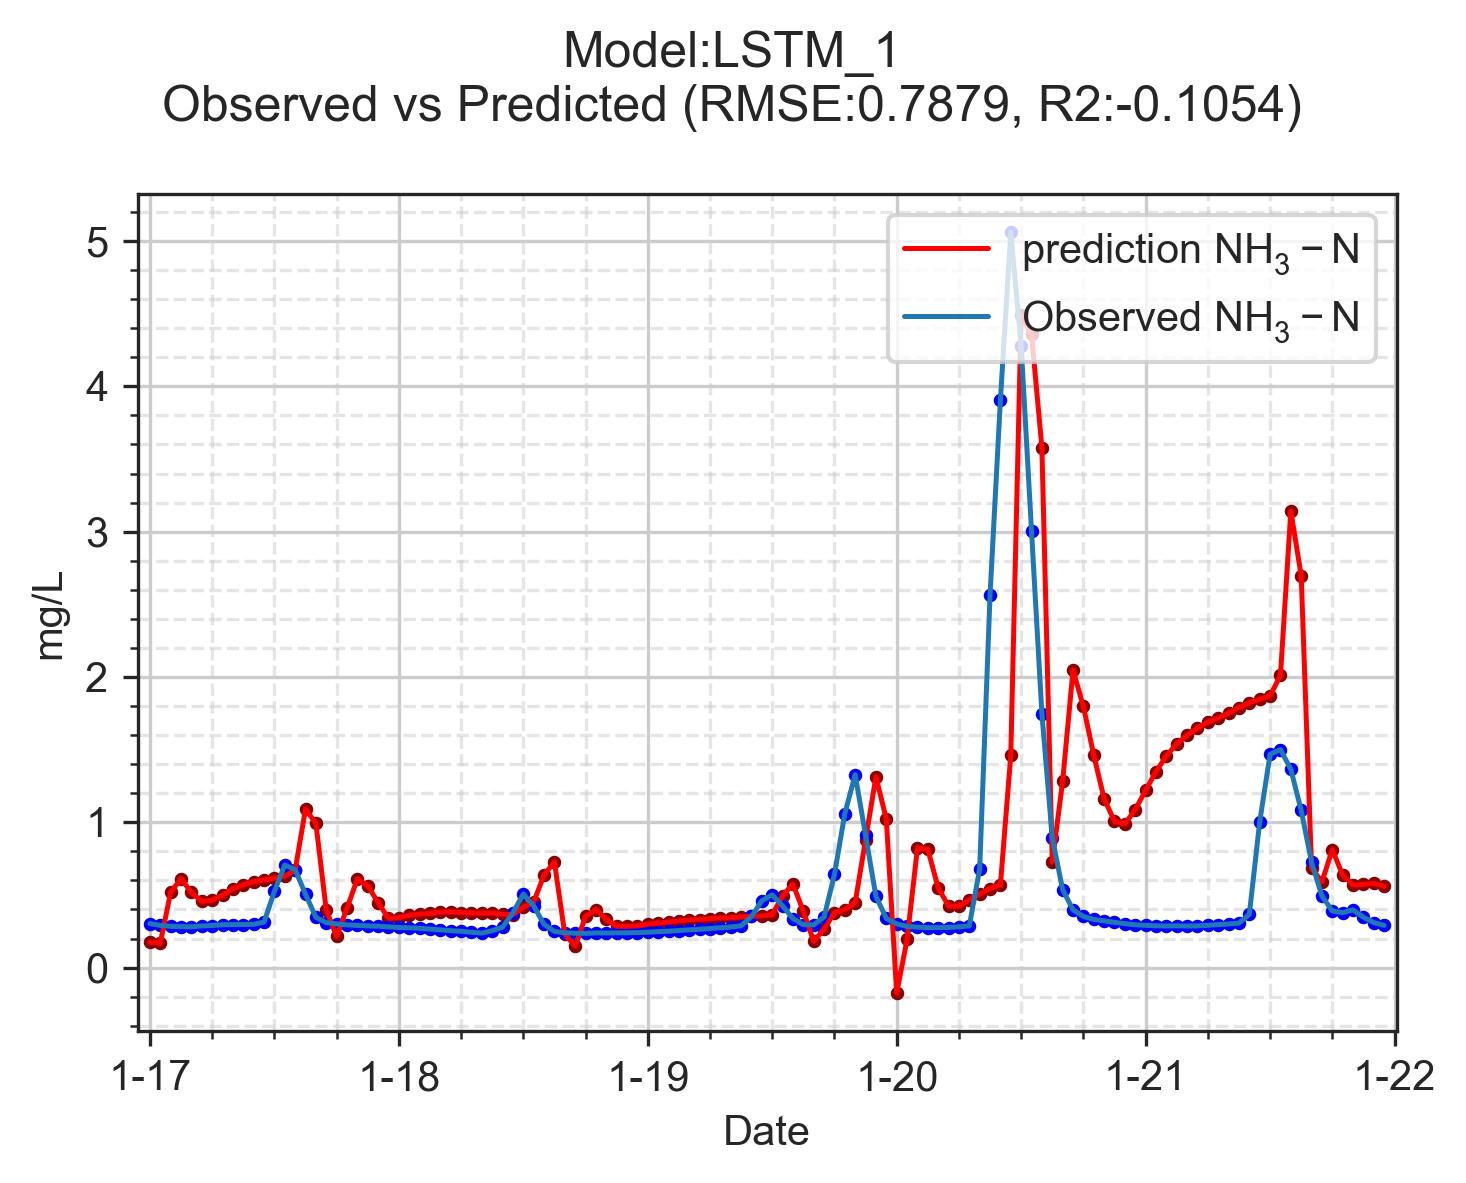 Model:LSTM_1
Observed vs Predicted (RMSE:0.7879, R2:-0.1054)
prediction NH₃ − N
Observed NH₃ − N
5
4
3
2
1
0
mg/L
1-17 1-18 1-19 1-20 1-21 1-22
Date